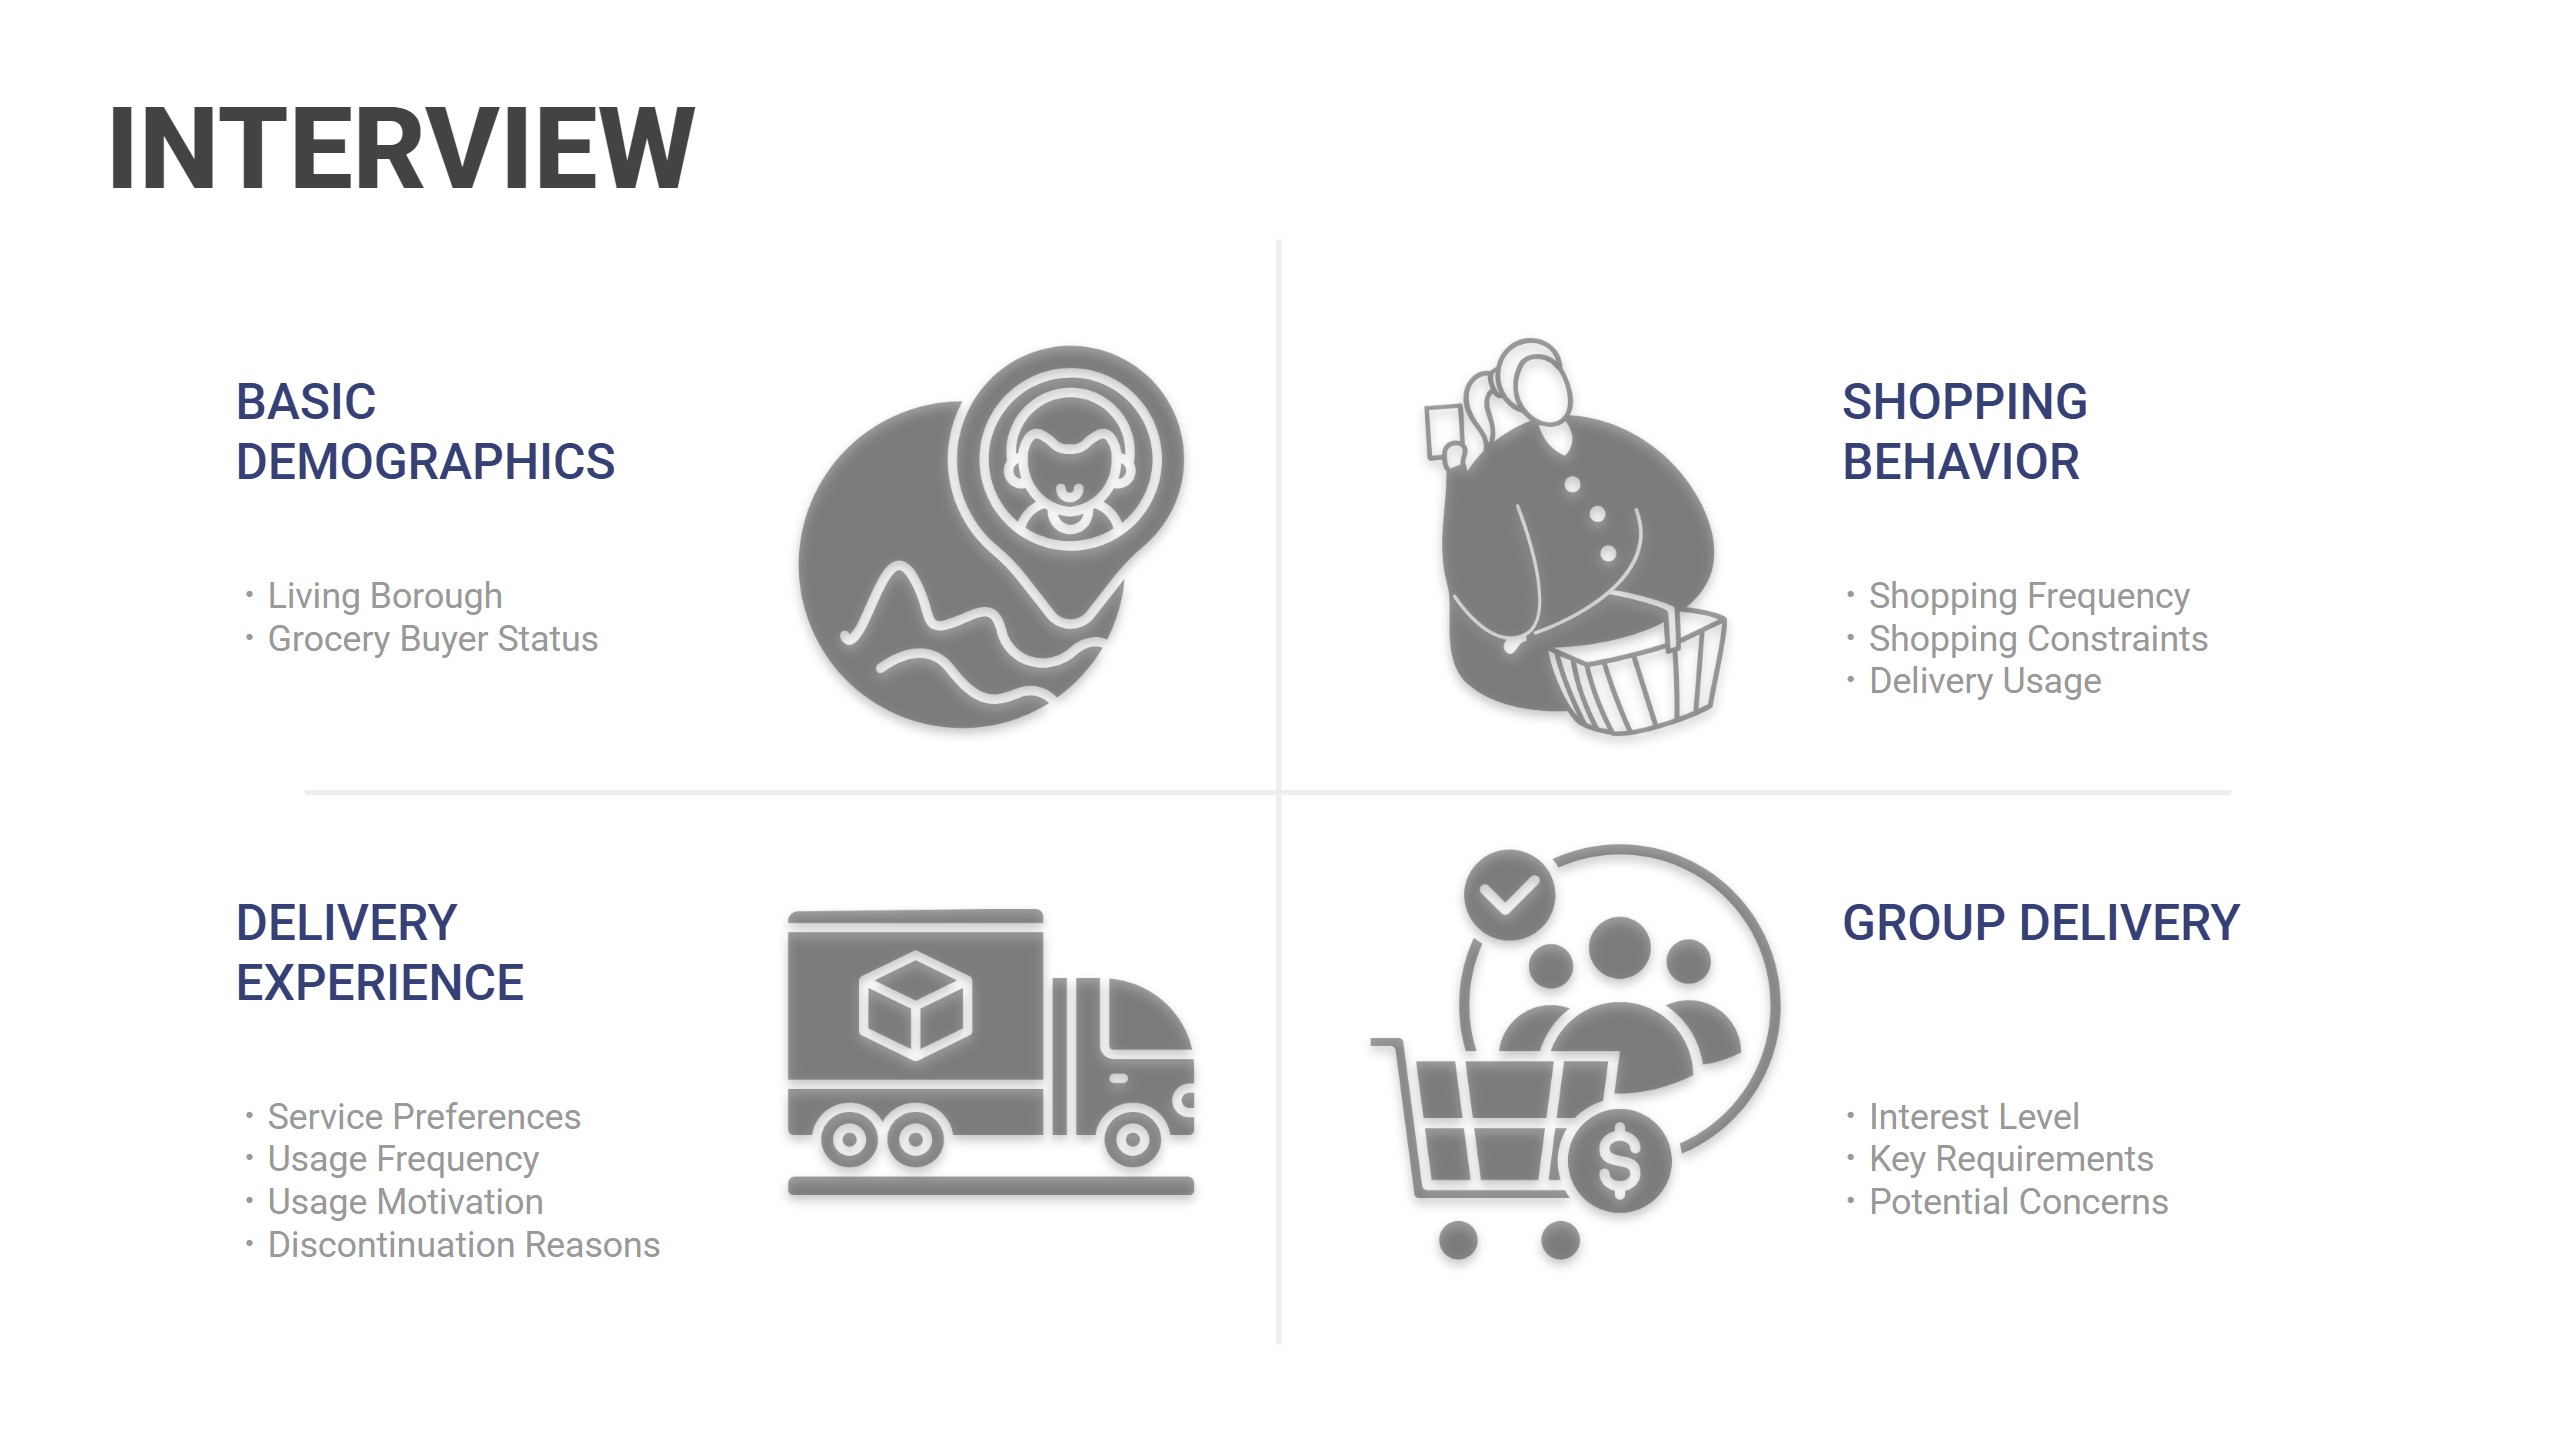 INTERVIEW
BASIC
DEMOGRAPHICS
· Living Borough
· Grocery Buyer Status
SHOPPING
BEHAVIOR
· Shopping Frequency
· Shopping Constraints
· Delivery Usage
DELIVERY
EXPERIENCE
· Service Preferences
· Usage Frequency
· Usage Motivation
· Discontinuation Reasons
$
GROUP DELIVERY
· Interest Level
· Key Requirements
· Potential Concerns